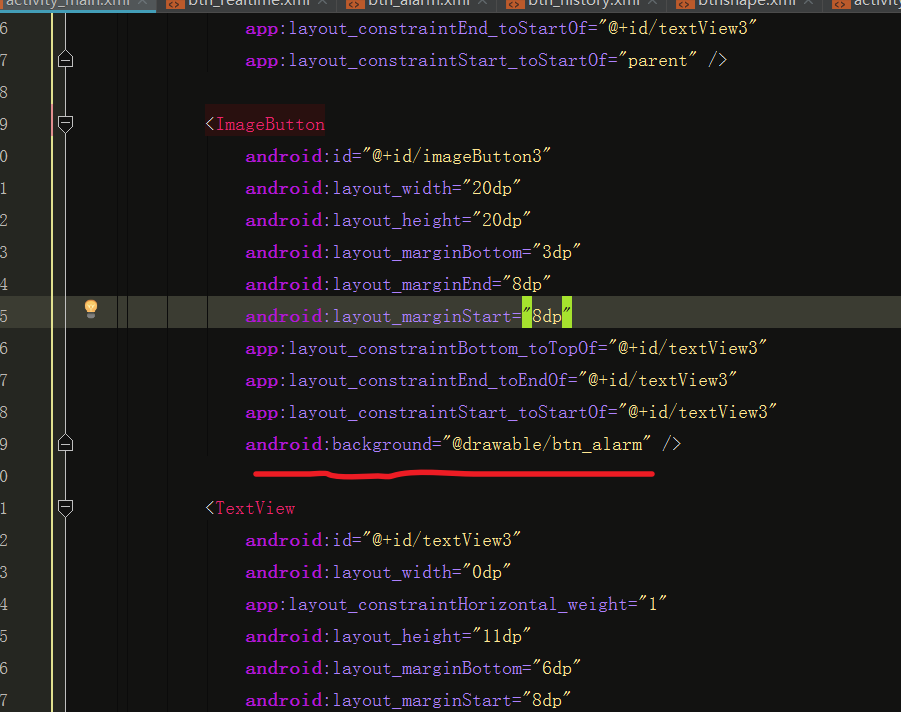 activity_main.xml btn_realtime.xml btn_alarm.xml btn_history.xml btnshape.xml activity
6 app:layout_constraintEnd_toStartOf="@+id/textView3"
7 app:layout_constraintStart_toStartOf="parent" />
8
9 <ImageButton
0 android:id="@+id/imageButton3"
1 android:layout_width="20dp"
2 android:layout_height="20dp"
3 android:layout_marginBottom="3dp"
4 android:layout_marginEnd="8dp"
5 android:layout_marginStart="8dp"
6 app:layout_constraintBottom_toTopOf="@+id/textView3"
7 app:layout_constraintEnd_toEndOf="@+id/textView3"
8 app:layout_constraintStart_toStartOf="@+id/textView3"
9 android:background="@drawable/btn_alarm" />
0
1 <TextView
2 android:id="@+id/textView3"
3 android:layout_width="0dp"
4 app:layout_constraintHorizontal_weight="1"
5 android:layout_height="11dp"
6 android:layout_marginBottom="6dp"
7 android:layout_marginStart="8dp"